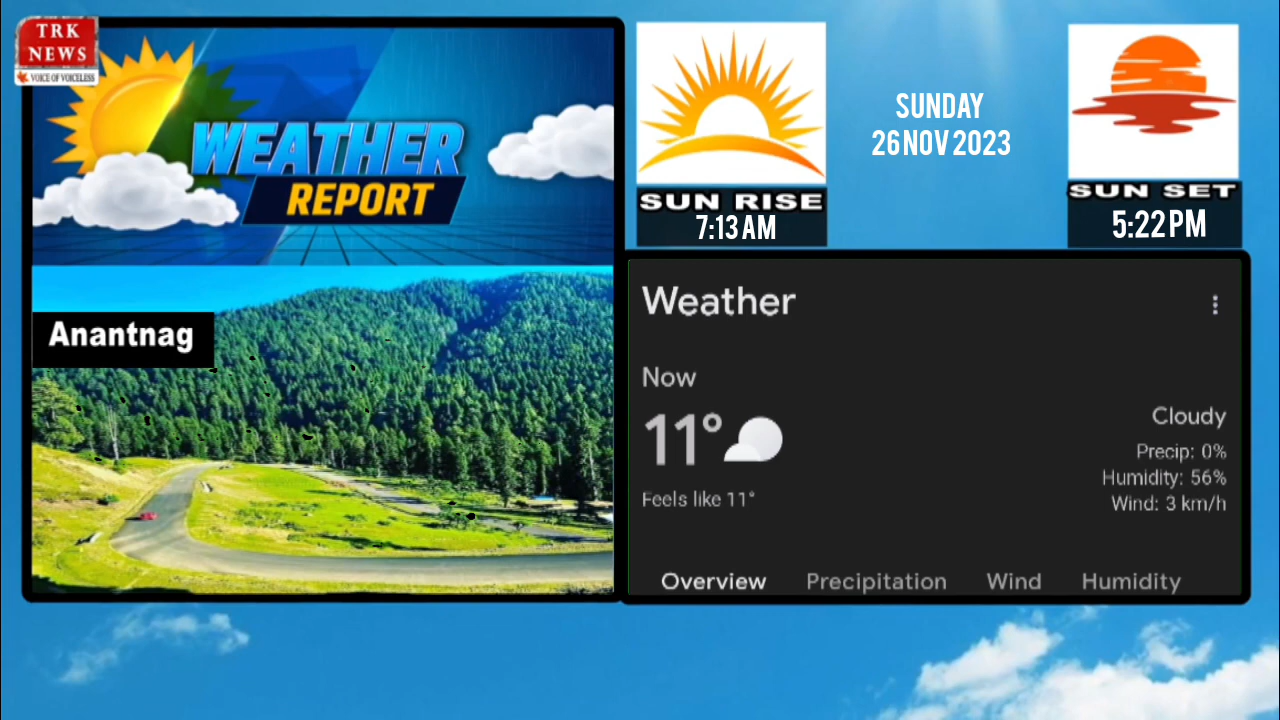 TRK
NEWS
VOICE OF VOICELESS
WEATHER
REPORT
Anantnag
SUN RISE
7:13 AM
SUNDAY
26 NOV 2023
SUN SET
5:22 PM
Weather
Now
11°
Feels like 11°
Cloudy
Precip: 0%
Humidity: 56%
Wind: 3 km/h
Overview Precipitation Wind Humidity